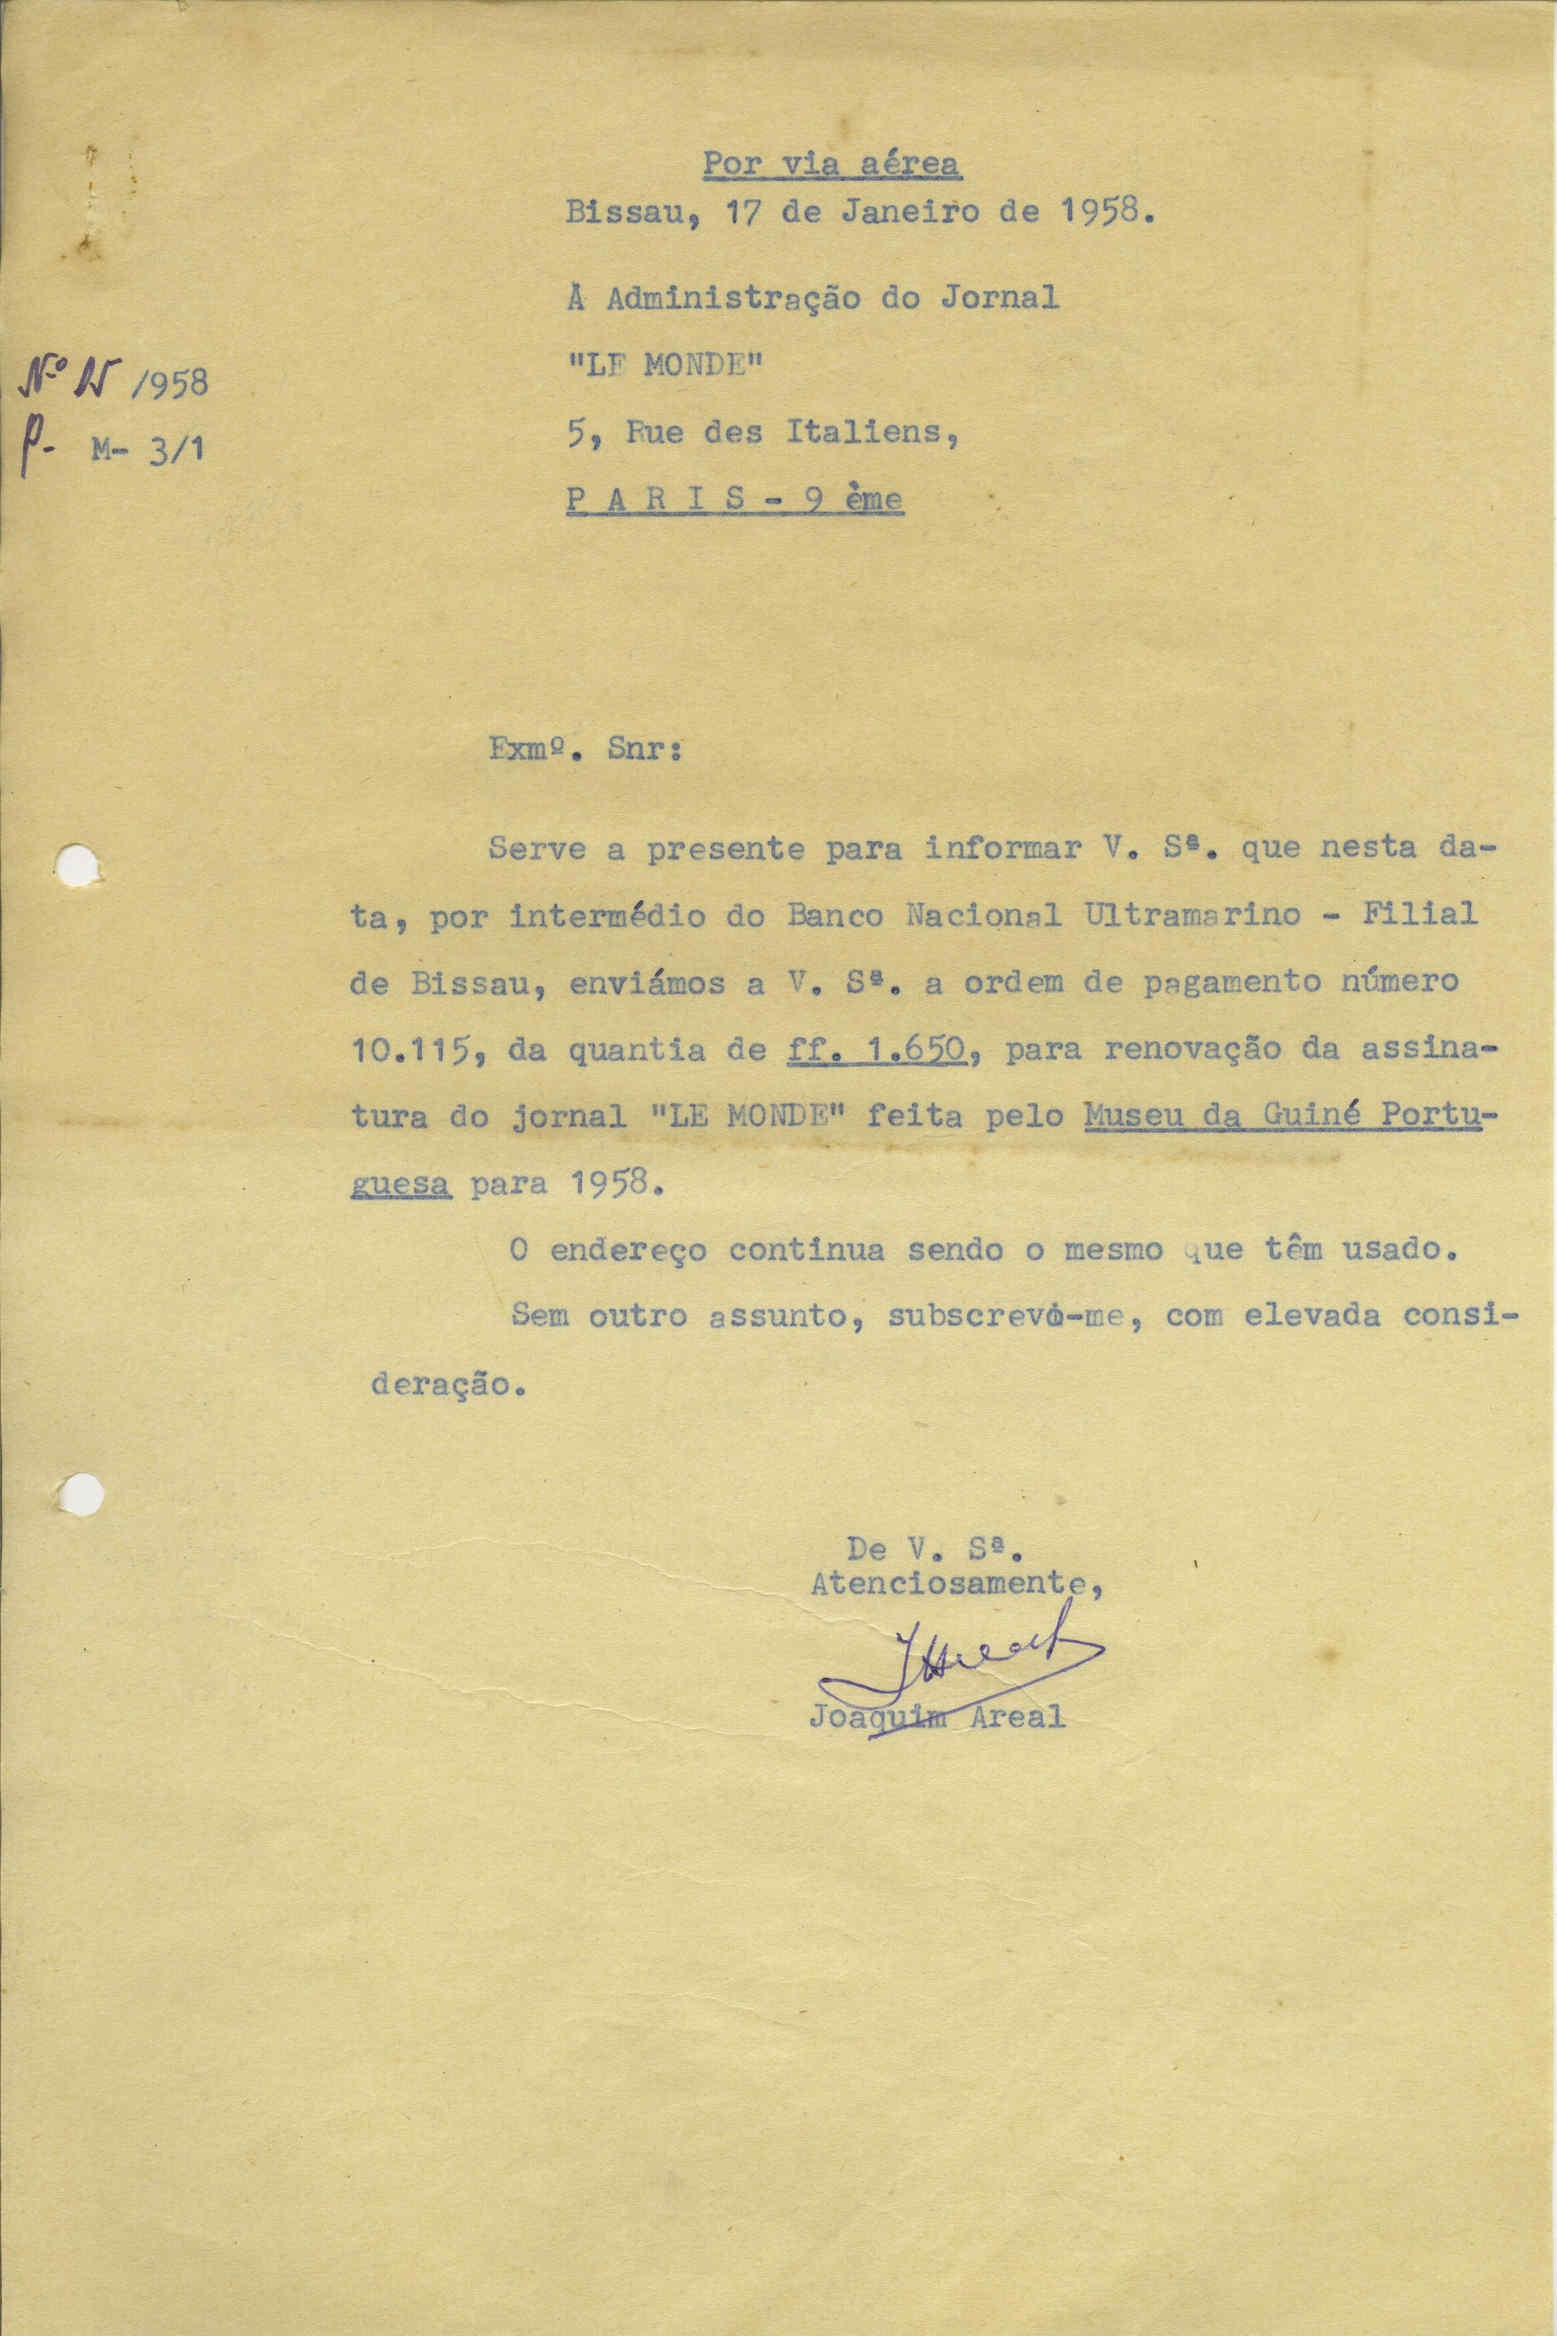 Por via aérea
Bissau, 17 de Janeiro de 1958.
À Administração do Jornal
"LE MONDE"
Nº 15 /958
5, Rue des Italiens,
P- M- 3/1
P A R I S - 9 ème
Exmº. Snr:
Serve a presente para informar V. Sª. que nesta da-
ta, por intermédio do Banco Nacional Ultramarino - Filial
de Bissau, enviámos a V. Sª. a ordem de pagamento número
10.115, da quantia de ff. 1.650, para renovação da assina-
tura do jornal "LE MONDE" feita pelo Museu da Guiné Portu-
guesa para 1958.
O endereço continua sendo o mesmo que têm usado.
Sem outro assunto, subscrevo-me, com elevada consi-
deração.
De V. Sª.
Atenciosamente,
JAreal
Joaquim Areal